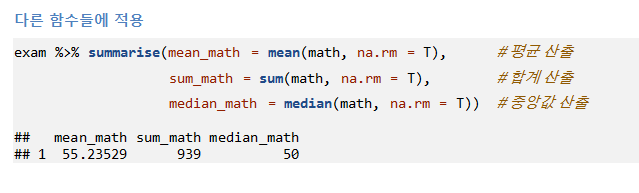 다른 함수들에 적용
exam %>% summarise(mean_math = mean(math, na.rm = T),      # 평균 산출
                   sum_math = sum(math, na.rm = T),        # 합계 산출
                   median_math = median(math, na.rm = T))  # 중앙값 산출
##   mean_math sum_math median_math
## 1  55.23529      939          50